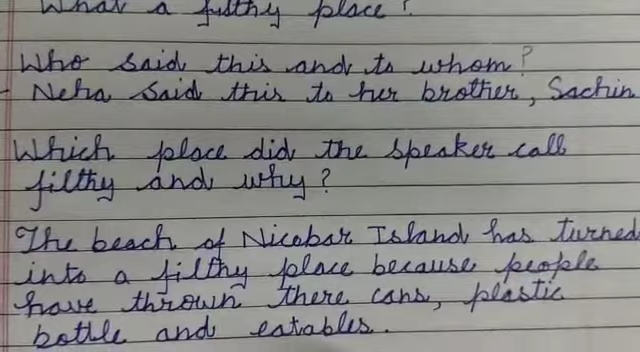 What a filthy place!
Who said this and to whom?
- Neha said this to her brother, Sachin
Which place did the speaker call
filthy and why?
The beach of Nicobar Island has turned
into a filthy place because people
have thrown there cans, plastic
bottle and eatables.